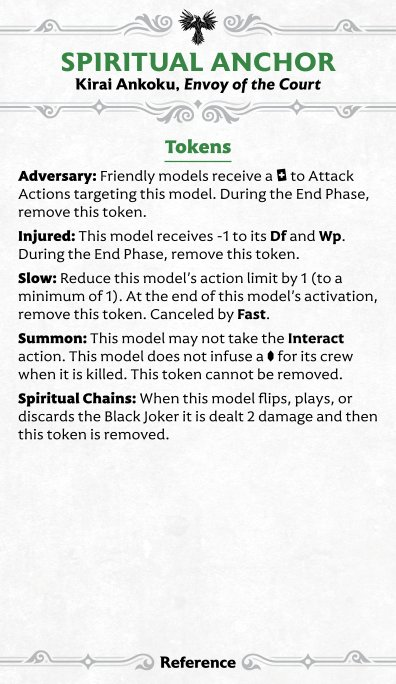 SPIRITUAL ANCHOR
Kirai Ankoku, Envoy of the Court
Tokens
Adversary: Friendly models receive a to Attack
Actions targeting this model. During the End Phase,
remove this token.
Injured: This model receives -1 to its Df and Wp.
During the End Phase, remove this token.
Slow: Reduce this model's action limit by 1 (to a
minimum of 1). At the end of this model's activation,
remove this token. Canceled by Fast.
Summon: This model may not take the Interact
action. This model does not infuse a for its crew
when it is killed. This token cannot be removed.
Spiritual Chains: When this model flips, plays, or
discards the Black Joker it is dealt 2 damage and then
this token is removed.
Reference